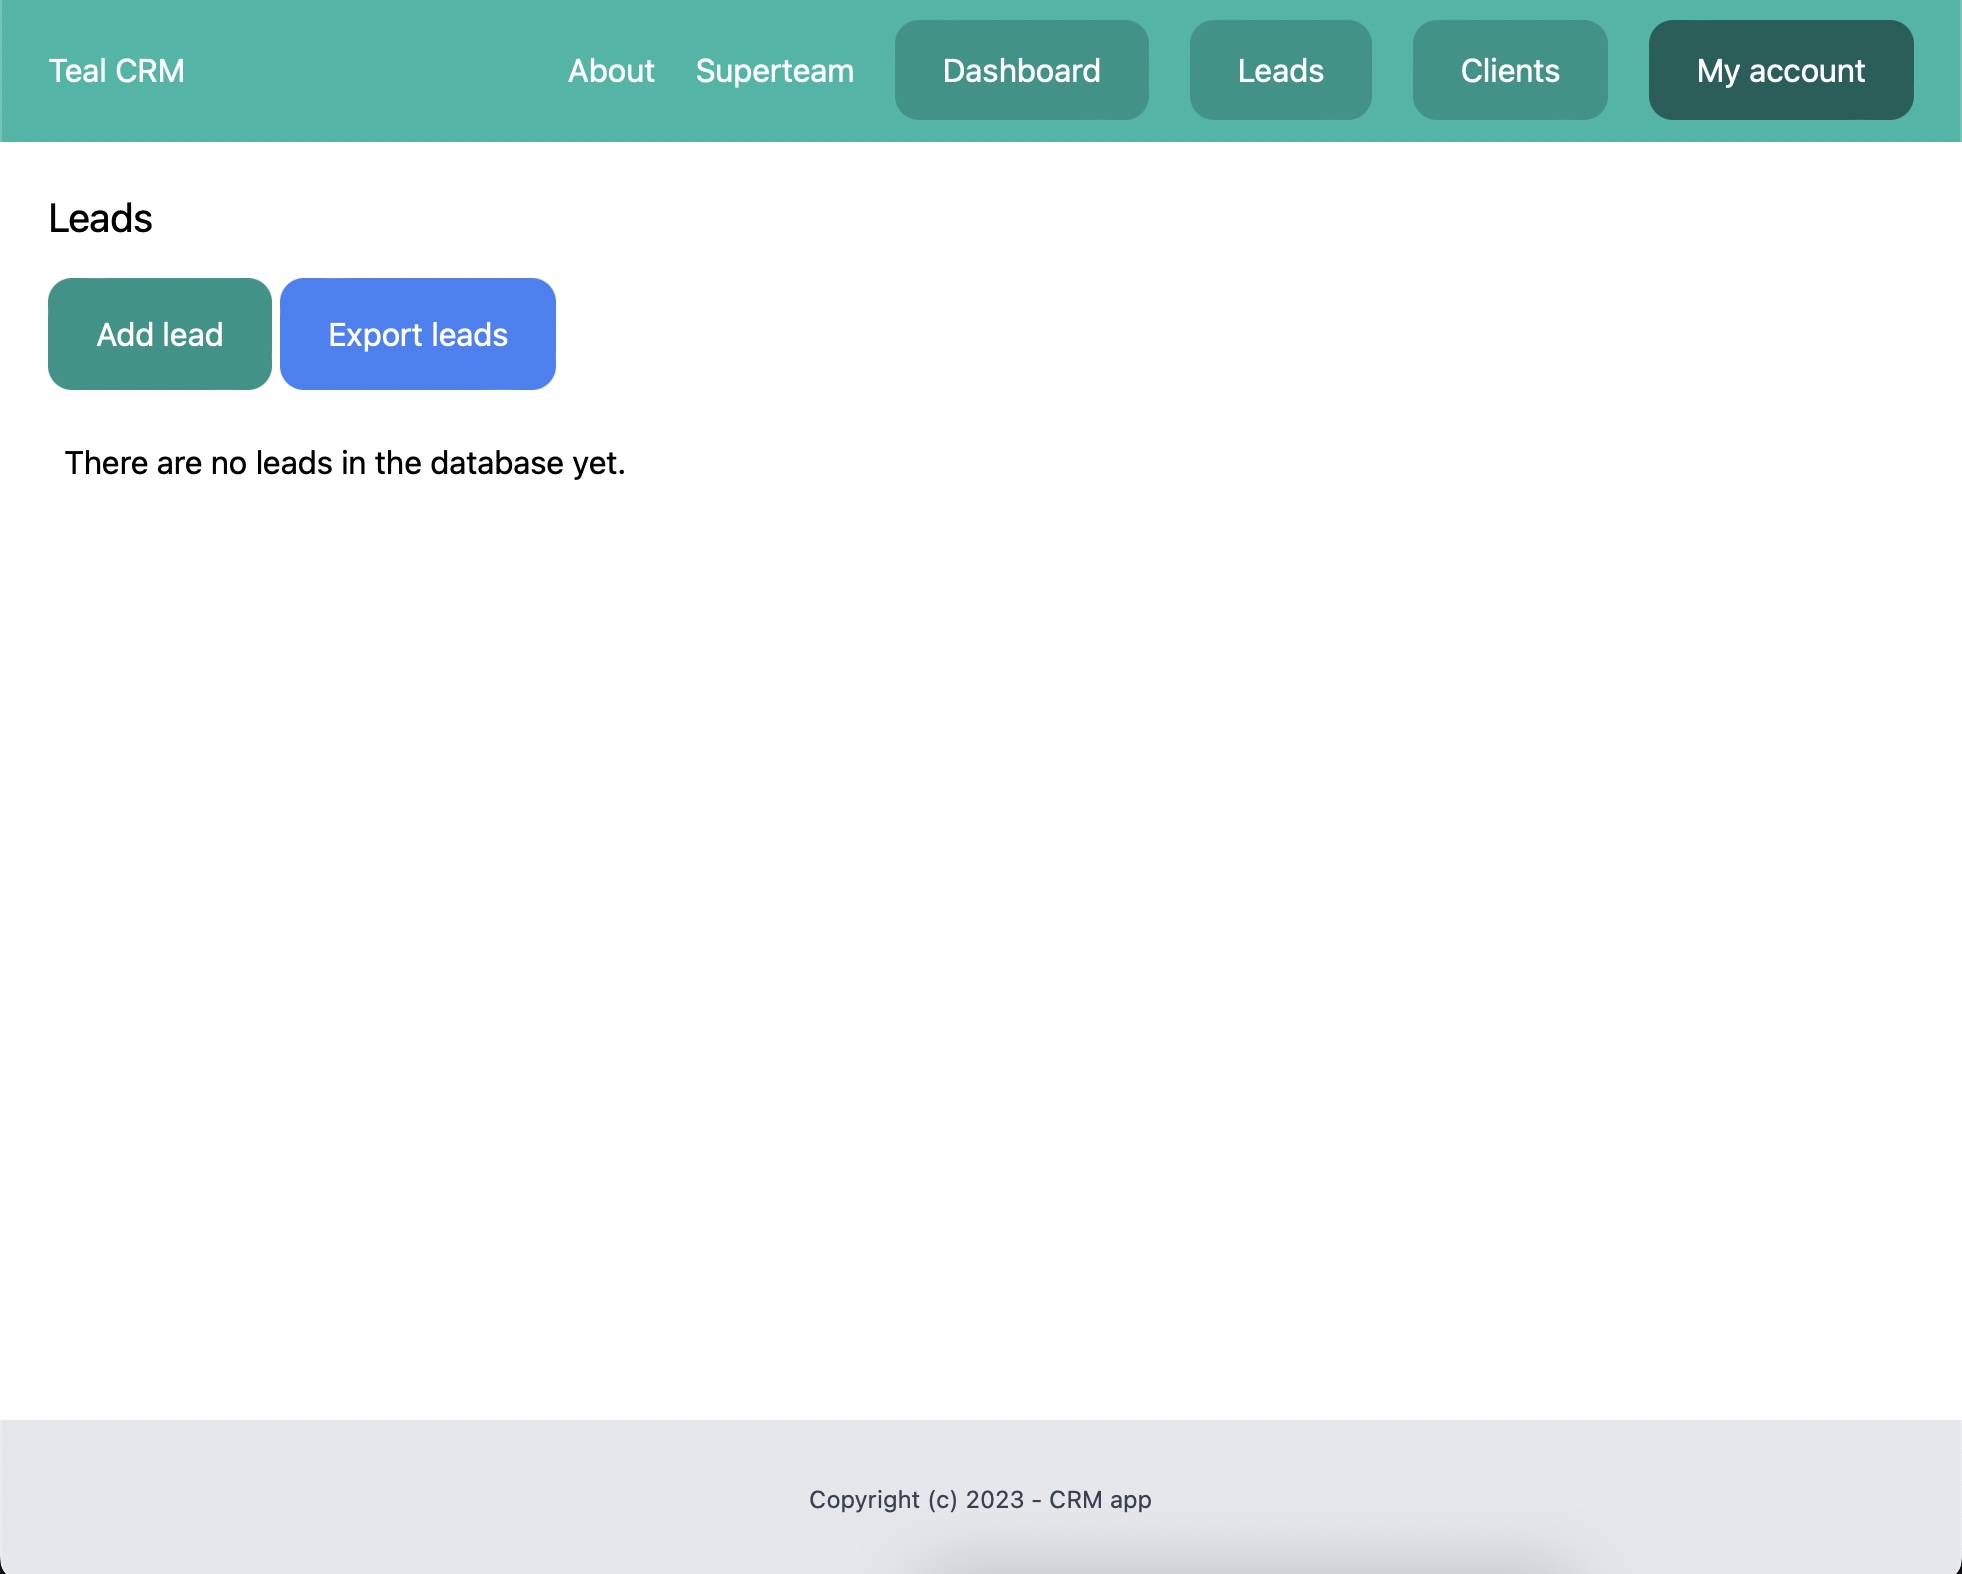 Teal CRM About Superteam Dashboard Leads Clients My account
Leads
Add lead Export leads
There are no leads in the database yet.
Copyright (c) 2023 - CRM app